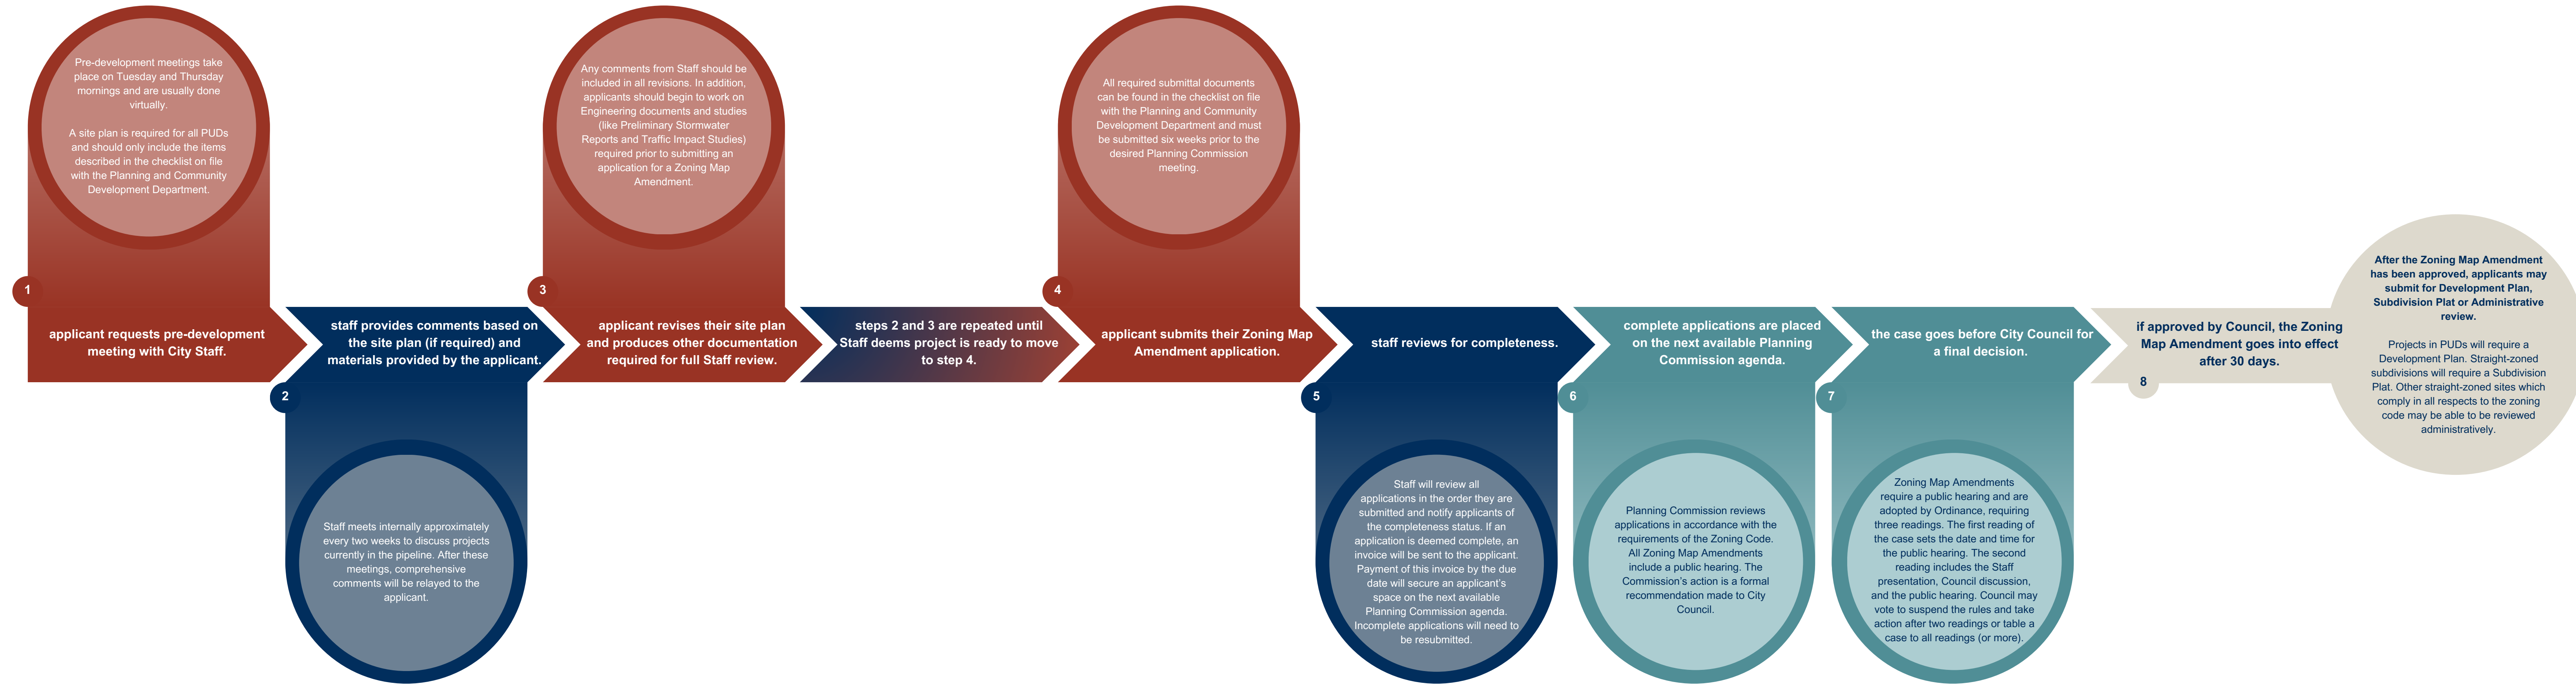 Pre-development meetings take
place on Tuesday and Thursday
mornings and are usually done
virtually.
A site plan is required for all PUDs
and should only include the items
described in the checklist on file
with the Planning and Community
Development Department.
1
applicant requests pre-development
meeting with City Staff.
staff provides comments based on
the site plan (if required) and
materials provided by the applicant.
2
Staff meets internally approximately
every two weeks to discuss projects
currently in the pipeline. After these
meetings, comprehensive
comments will be relayed to the
applicant.
Any comments from Staff should be
included in all revisions. In addition,
applicants should begin to work on
Engineering documents and studies
(like Preliminary Stormwater
Reports and Traffic Impact Studies)
required prior to submitting an
application for a Zoning Map
Amendment.
3
applicant revises their site plan
and produces other documentation
required for full Staff review.
steps 2 and 3 are repeated until
Staff deems project is ready to move
to step 4.
All required submittal documents
can be found in the checklist on file
with the Planning and Community
Development Department and must
be submitted six weeks prior to the
desired Planning Commission
meeting.
4
applicant submits their Zoning Map
Amendment application.
staff reviews for completeness.
5
Staff will review all
applications in the order they are
submitted and notify applicants of
the completeness status. If an
application is deemed complete, an
invoice will be sent to the applicant.
Payment of this invoice by the due
date will secure an applicant's
space on the next available
Planning Commission agenda.
Incomplete applications will need to
be resubmitted.
complete applications are placed
on the next available Planning
Commission agenda.
6
Planning Commission reviews
applications in accordance with the
requirements of the Zoning Code.
All Zoning Map Amendments
include a public hearing. The
Commission's action is a formal
recommendation made to City
Council.
the case goes before City Council for
a final decision.
7
Zoning Map Amendments
require a public hearing and are
adopted by Ordinance, requiring
three readings. The first reading of
the case sets the date and time for
the public hearing. The second
reading includes the Staff
presentation, Council discussion,
and the public hearing. Council may
vote to suspend the rules and take
action after two readings or table a
case to all readings (or more).
if approved by Council, the Zoning
Map Amendment goes into effect
after 30 days.
8
After the Zoning Map Amendment
has been approved, applicants may
submit for Development Plan,
Subdivision Plat or Administrative
review.
Projects in PUDs will require a
Development Plan. Straight-zoned
subdivisions will require a Subdivision
Plat. Other straight-zoned sites which
comply in all respects to the zoning
code may be able to be reviewed
administratively.